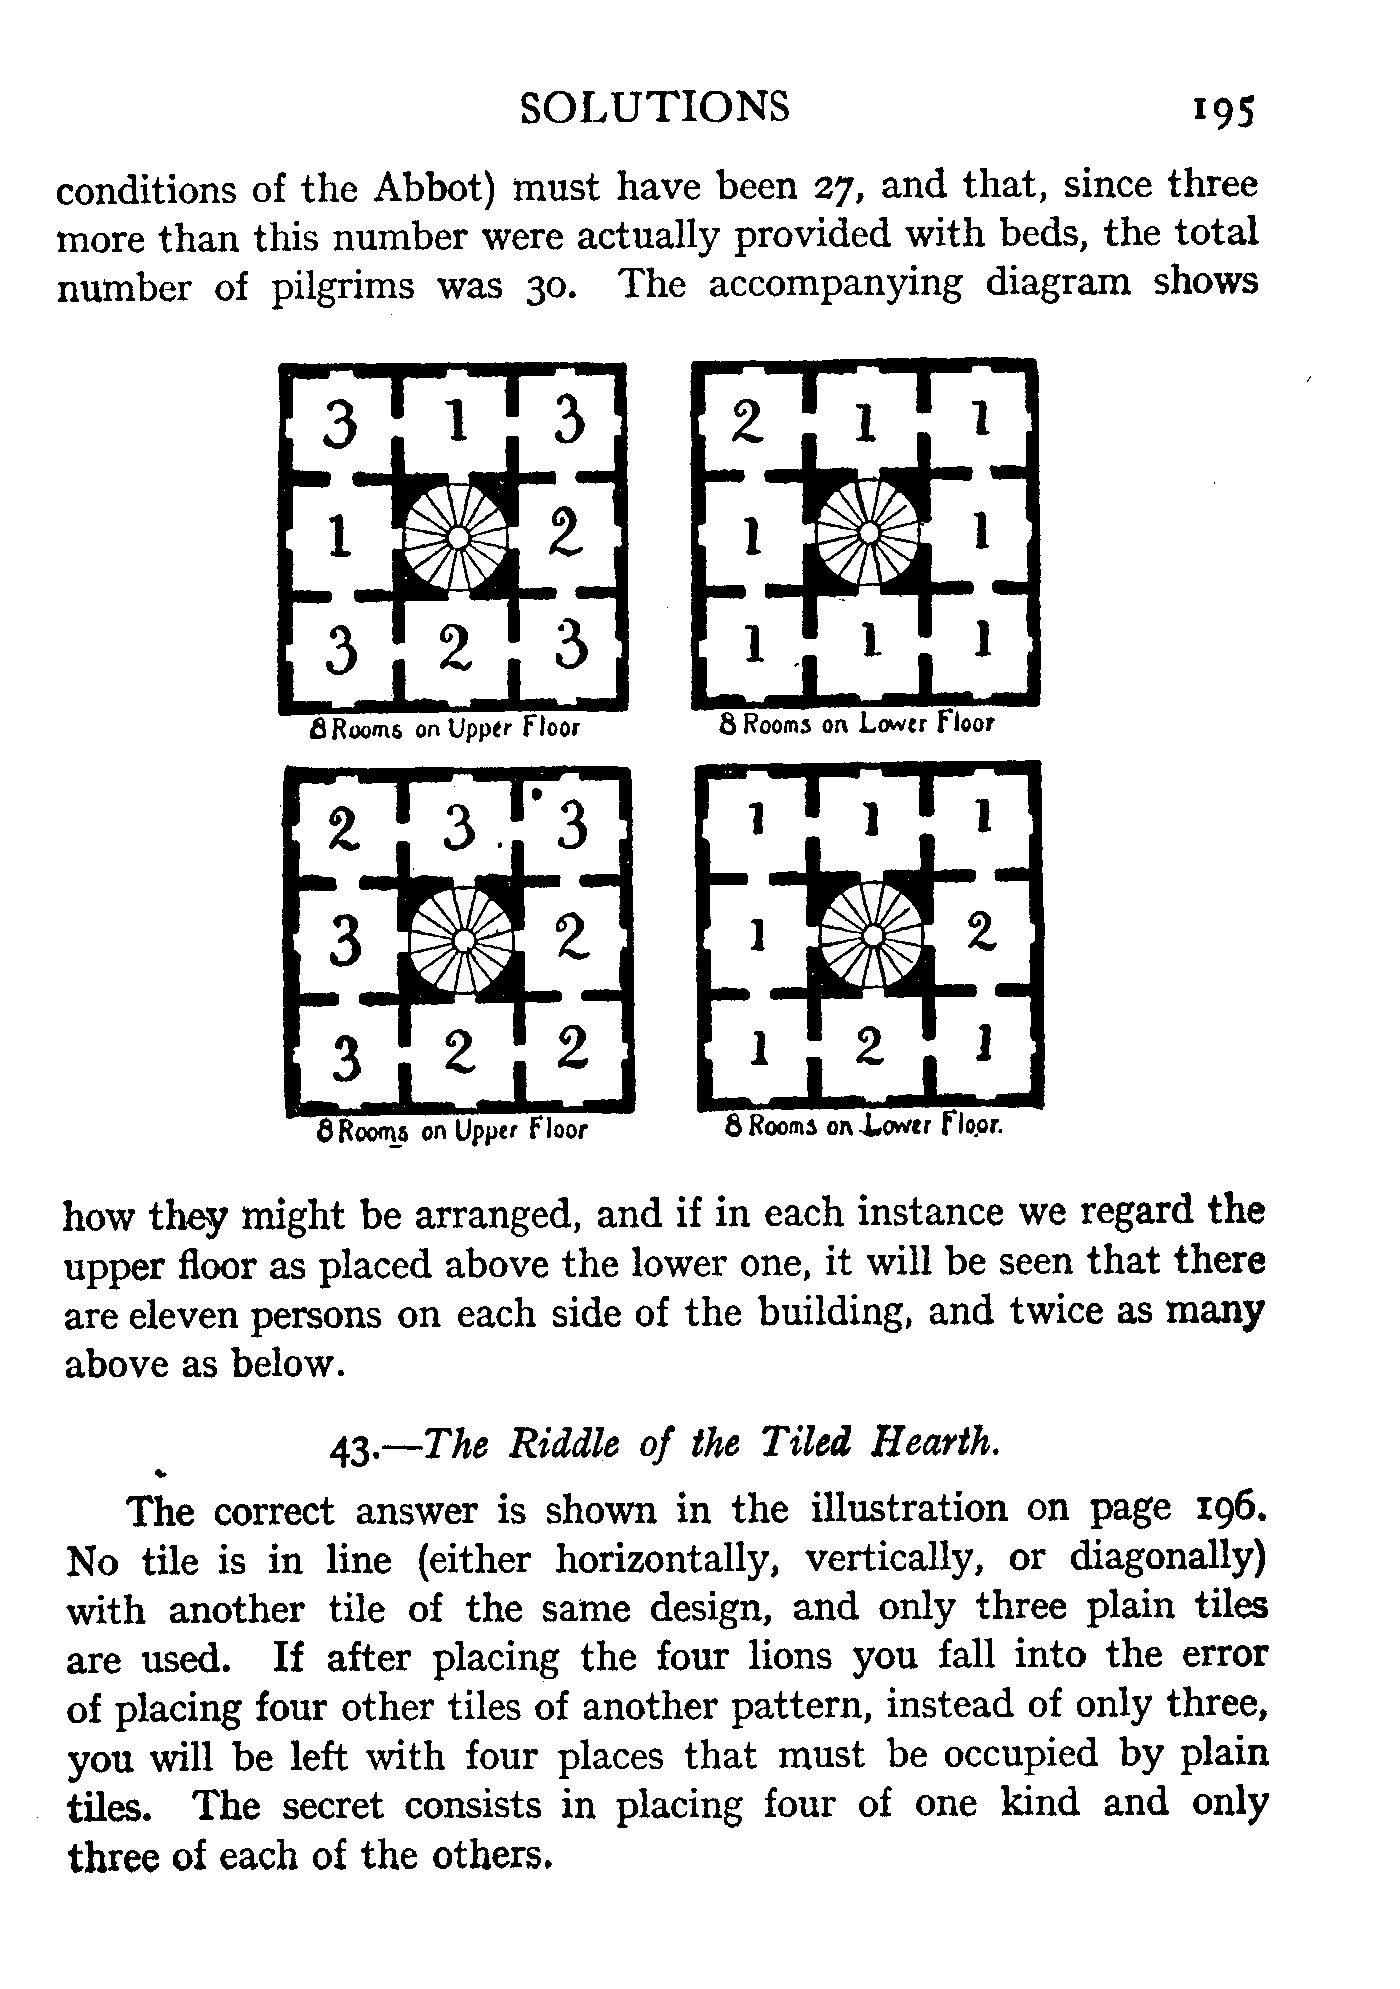 SOLUTIONS 195
conditions of the Abbot) must have been 27, and that, since three
more than this number were actually provided with beds, the total
number of pilgrims was 30. The accompanying diagram shows
3 1 3
1 2
3 2 3
8 Rooms on Upper Floor
2 1 1
1 1
1 1 1
8 Rooms on Lower Floor
2 3 3
3 2
3 2 2
8 Rooms on Upper Floor
1 1 1
1 2
1 2 1
8 Rooms on Lower Floor.
how they might be arranged, and if in each instance we regard the
upper floor as placed above the lower one, it will be seen that there
are eleven persons on each side of the building, and twice as many
above as below.
43.—The Riddle of the Tiled Hearth.
The correct answer is shown in the illustration on page 196.
No tile is in line (either horizontally, vertically, or diagonally)
with another tile of the same design, and only three plain tiles
are used. If after placing the four lions you fall into the error
of placing four other tiles of another pattern, instead of only three,
you will be left with four places that must be occupied by plain
tiles. The secret consists in placing four of one kind and only
three of each of the others.